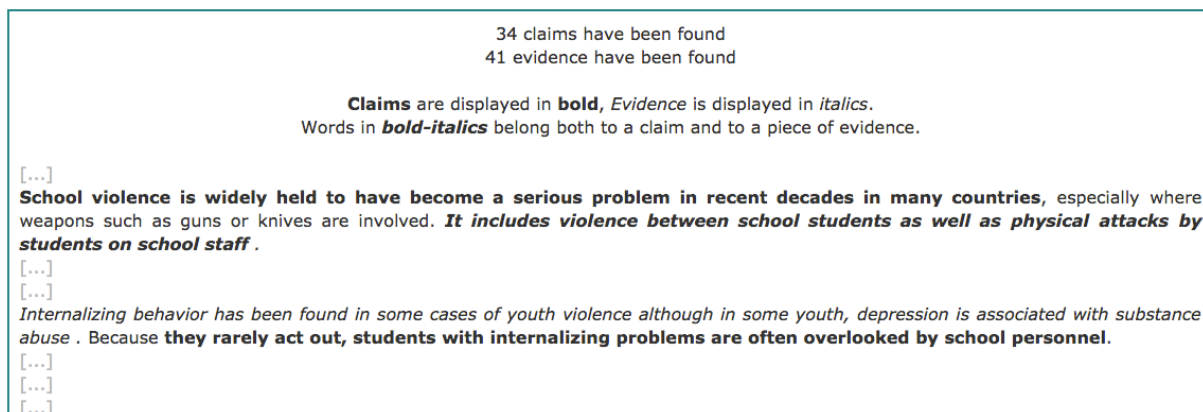 34 claims have been found
41 evidence have been found
Claims are displayed in bold, Evidence is displayed in italics.
Words in bold-italics belong both to a claim and to a piece of evidence.
[...]
School violence is widely held to have become a serious problem in recent decades in many countries, especially where
weapons such as guns or knives are involved. It includes violence between school students as well as physical attacks by
students on school staff .
[...]
[...]
Internalizing behavior has been found in some cases of youth violence although in some youth, depression is associated with substance
abuse . Because they rarely act out, students with internalizing problems are often overlooked by school personnel.
[...]
[...]
[...]